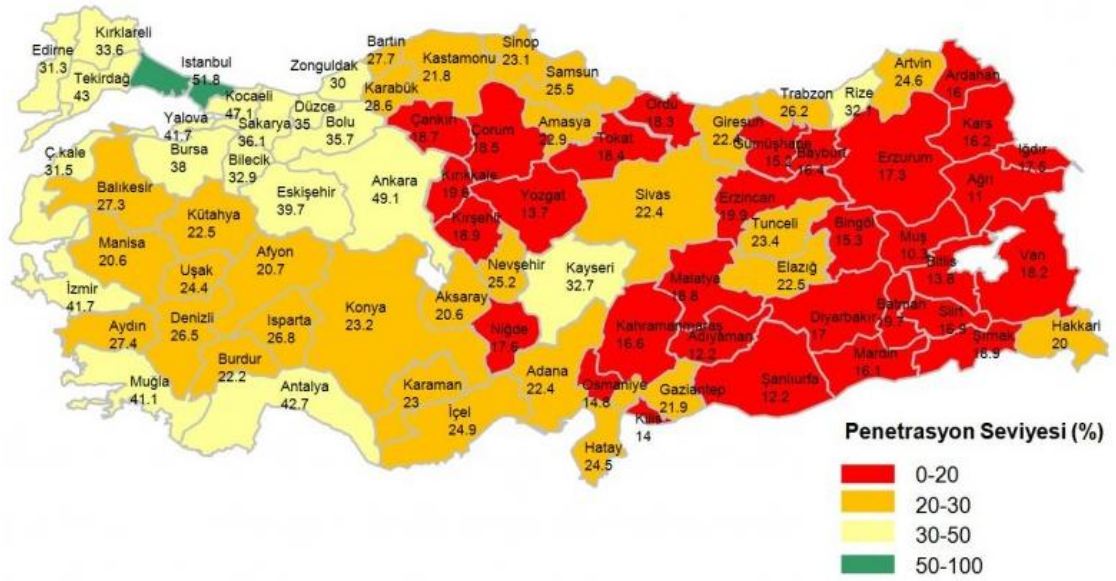 Kırklareli
33.6
Edirne
31.3
Tekirdağ
43
Istanbul
51.8
Kocaeli
47.1
Yalova
41.7
Sakarya
36.1
Düzce
35
Bolu
35.7
Zonguldak
30
Bartın
27.7
Karabük
28.6
Kastamonu
21.8
Sinop
23.1
Samsun
25.5
Çankırı
18.7
Çorum
18.5
Amasya
22.9
Tokat
18.4
Ordu
18.3
Giresun
22.4
Trabzon
26.2
Gümüşhane
15.2
Bayburt
16.4
Rize
32.1
Artvin
24.6
Ardahan
16
Kars
16.2
Iğdır
17.5
Ağrı
11
Erzurum
17.3
Erzincan
19.9
Tunceli
23.4
Bingöl
15.3
Muş
10.3
Bitlis
13.8
Van
18.2
Hakkari
20
Şırnak
18.9
Siirt
16.9
Batman
9.7
Mardin
16.1
Diyarbakır
17
Elazığ
22.5
Malatya
18.8
Adıyaman
12.2
Şanlıurfa
12.2
Kahramanmaraş
16.6
Gaziantep
21.9
Kilis
14
Osmaniye
14.8
Hatay
24.5
Adana
22.4
İçel
24.9
Karaman
23
Niğde
17.6
Kayseri
32.7
Sivas
22.4
Yozgat
13.7
Kırıkkale
19.6
Kırşehir
18.9
Nevşehir
25.2
Aksaray
20.6
Konya
23.2
Ankara
49.1
Eskişehir
39.7
Bilecik
32.9
Bursa
38
Ç.kale
31.5
Balıkesir
27.3
Kütahya
22.5
Manisa
20.6
Uşak
24.4
Afyon
20.7
İzmir
41.7
Aydın
27.4
Denizli
26.5
Isparta
26.8
Burdur
22.2
Muğla
41.1
Antalya
42.7
Penetrasyon Seviyesi (%)
0-20
20-30
30-50
50-100